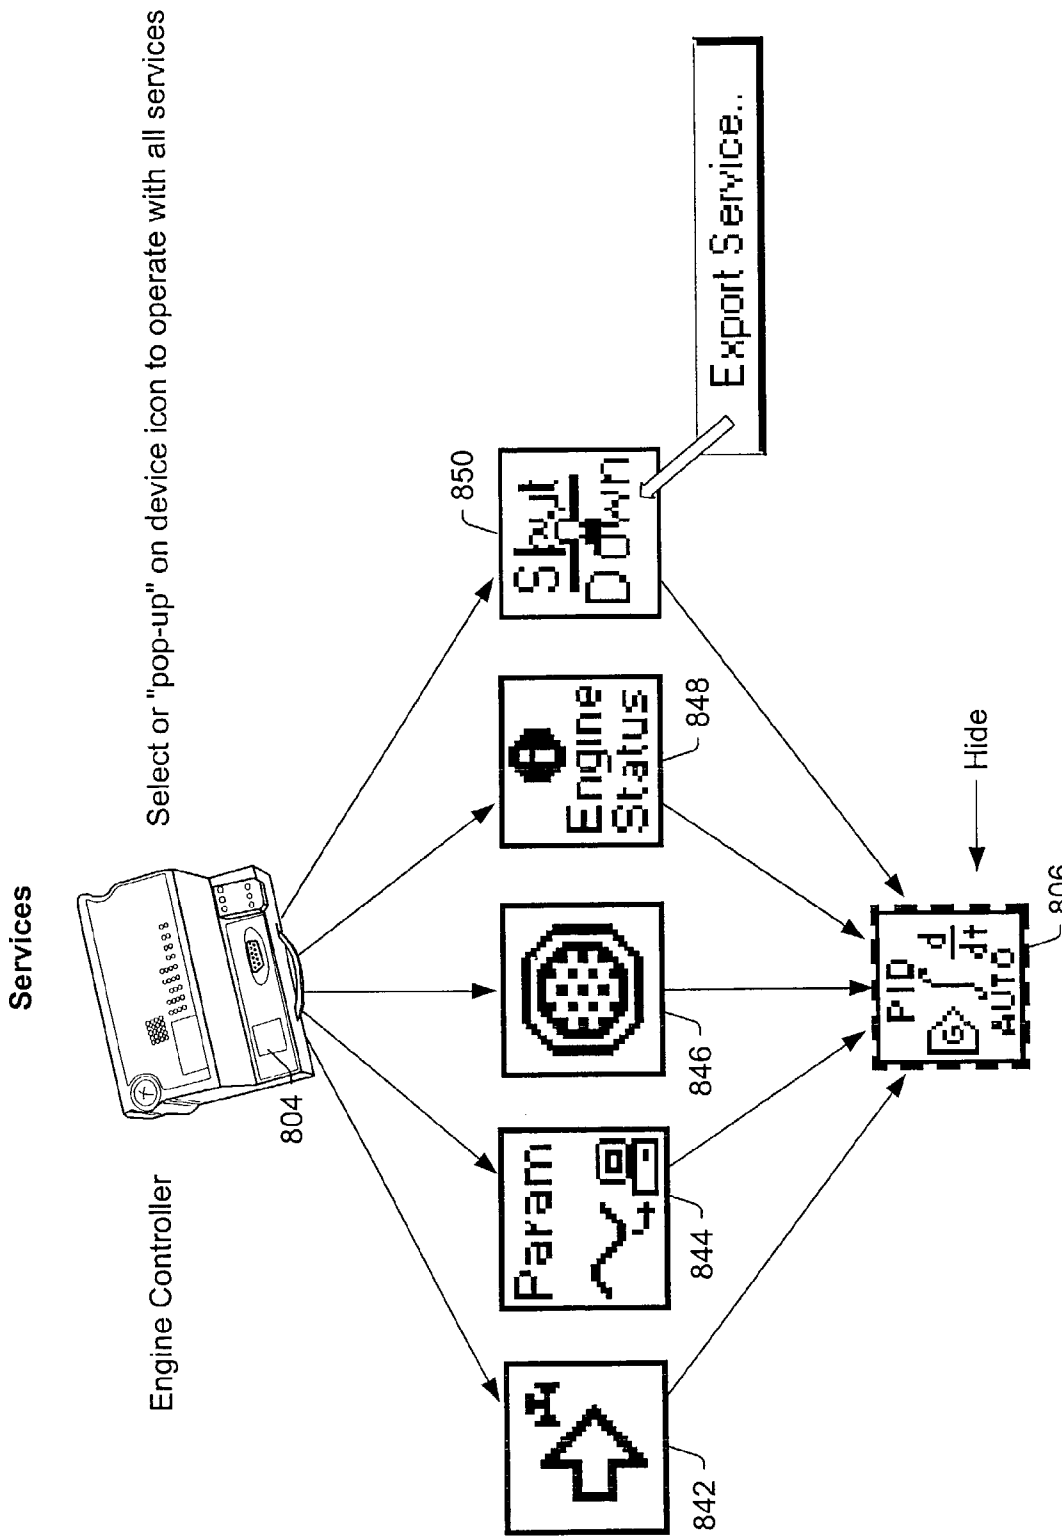 Services
Select or "pop-up" on device icon to operate with all services
Engine Controller
804
850
Param
Engine
Status
Shut
Down
842
844
846
848
Export Service..
PID
d
dt
G
AUTO
Hide
806